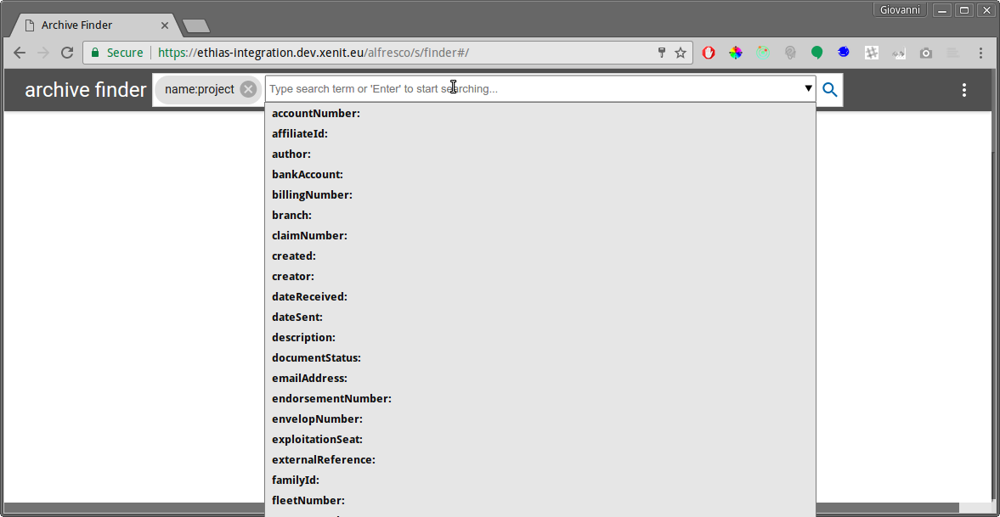 Giovanni
Archive Finder
Secure
https://ethias-integration.dev.xenit.eu/alfresco/s/finder#/
archive finder
name:project
Type search term or 'Enter' to start searching...
accountNumber:
affiliateId:
author:
bankAccount:
billingNumber:
branch:
claimNumber:
created:
creator:
dateReceived:
dateSent:
description:
documentStatus:
emailAddress:
endorsementNumber:
envelopNumber:
exploitationSeat:
externalReference:
familyId:
fleetNumber: